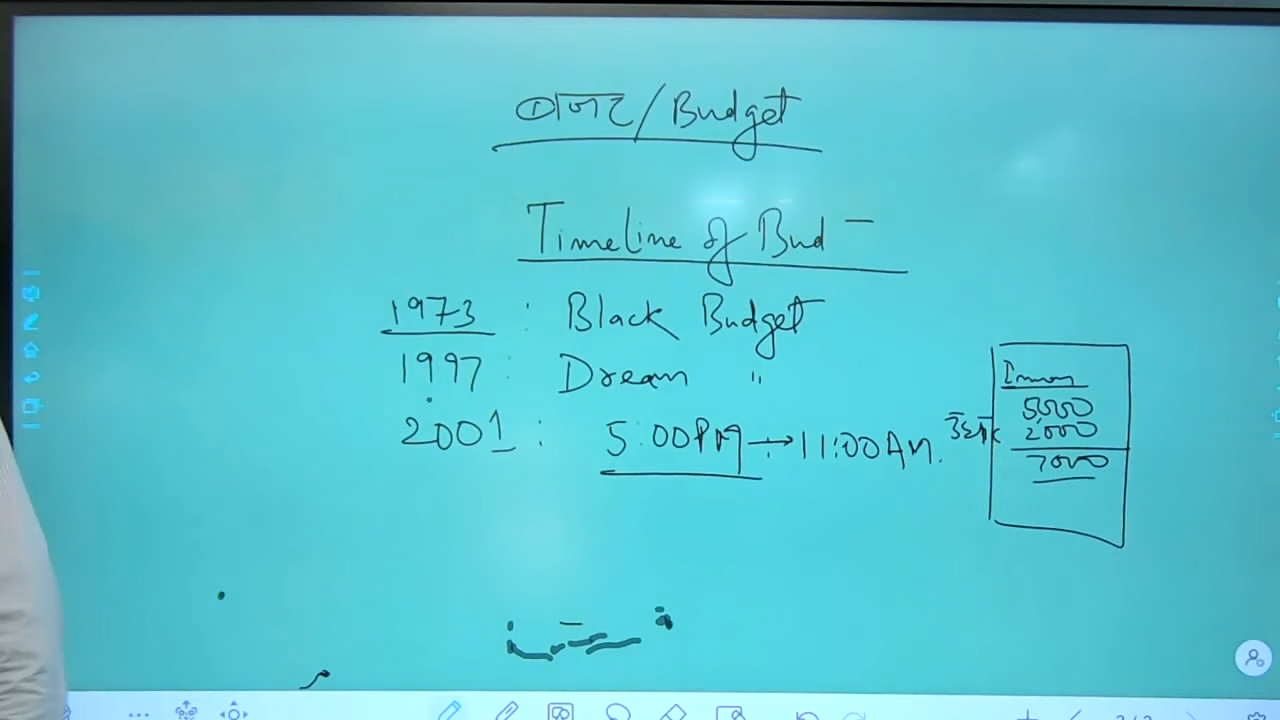 बजट/Budget
Timeline of Bud -
1973 : Black Budget
1997 : Dream "
2001 : 5:00PM → 11:00AM.
5000
2000
7000